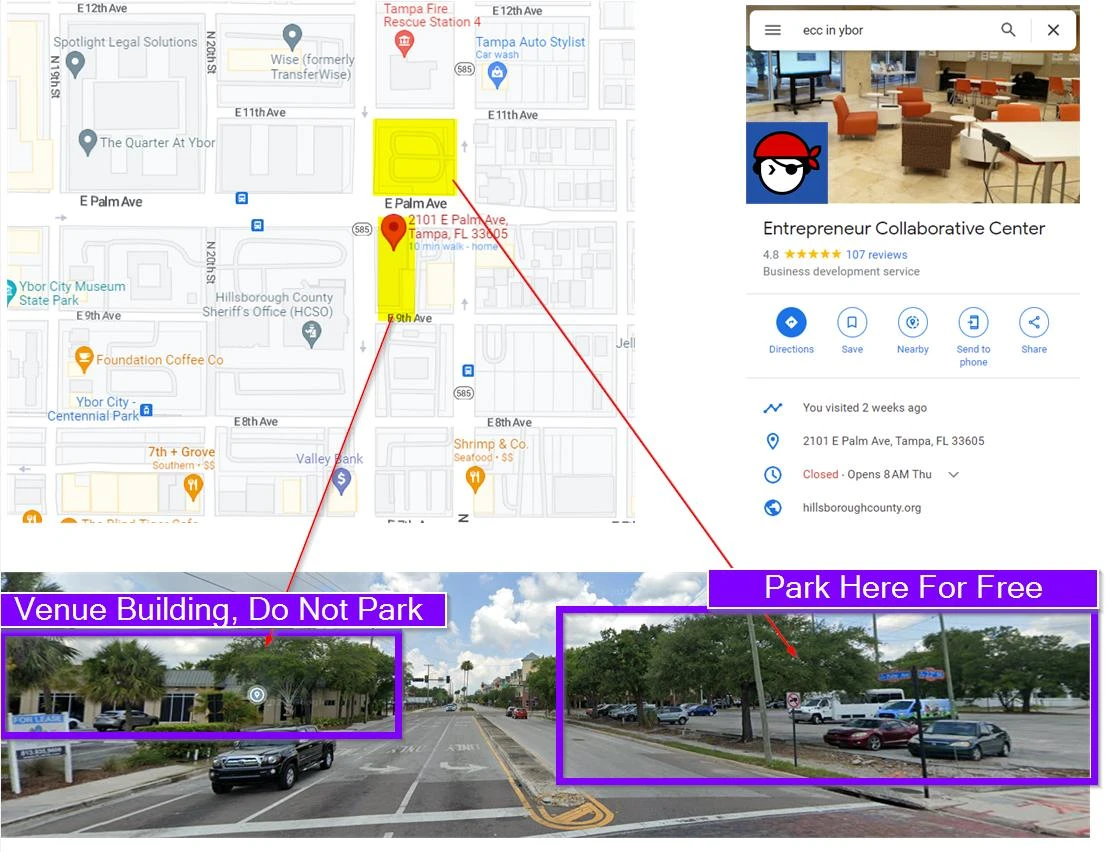 E 12th Ave
Tampa Fire
Rescue Station 4
Spotlight Legal Solutions
N 19th St
N 20th St
Wise (formerly
TransferWise)
Tampa Auto Stylist
Car wash
585
E 11th Ave
E 11th Ave
The Quarter At Ybor
E Palm Ave
E Palm Ave
585
2101 E Palm Ave,
Tampa, FL 33605
10 min walk - home
N 20th St
Ybor City Museum
State Park
Hillsborough County
Sheriff's Office (HCSO)
E 9th Ave
E 9th Ave
Foundation Coffee Co
Jell
Ybor City -
Centennial Park
585
E 8th Ave
E 8th Ave
7th + Grove
Southern • $$
Valley Bank
Shrimp & Co.
Seafood • $$
The Blind Tiger Cafe
E 7th Ave
N
ecc in ybor
Entrepreneur Collaborative Center
4.8 107 reviews
Business development service
Directions
Save
Nearby
Send to
phone
Share
You visited 2 weeks ago
2101 E Palm Ave, Tampa, FL 33605
Closed · Opens 8 AM Thu
hillsboroughcounty.org
Venue Building, Do Not Park
Park Here For Free
FOR LEASE
ONLY
ONLY